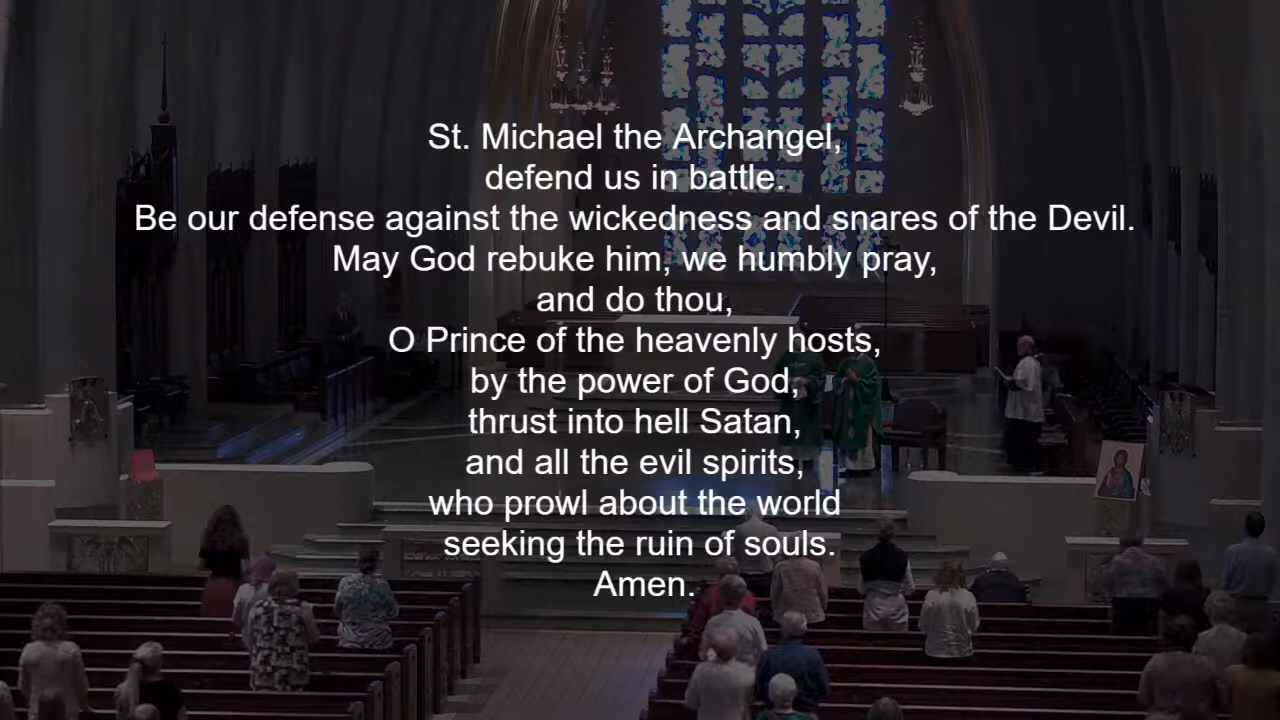 St. Michael the Archangel,
defend us in battle.
Be our defense against the wickedness and snares of the Devil.
May God rebuke him, we humbly pray,
and do thou,
O Prince of the heavenly hosts,
by the power of God,
thrust into hell Satan,
and all the evil spirits,
who prowl about the world
seeking the ruin of souls.
Amen.